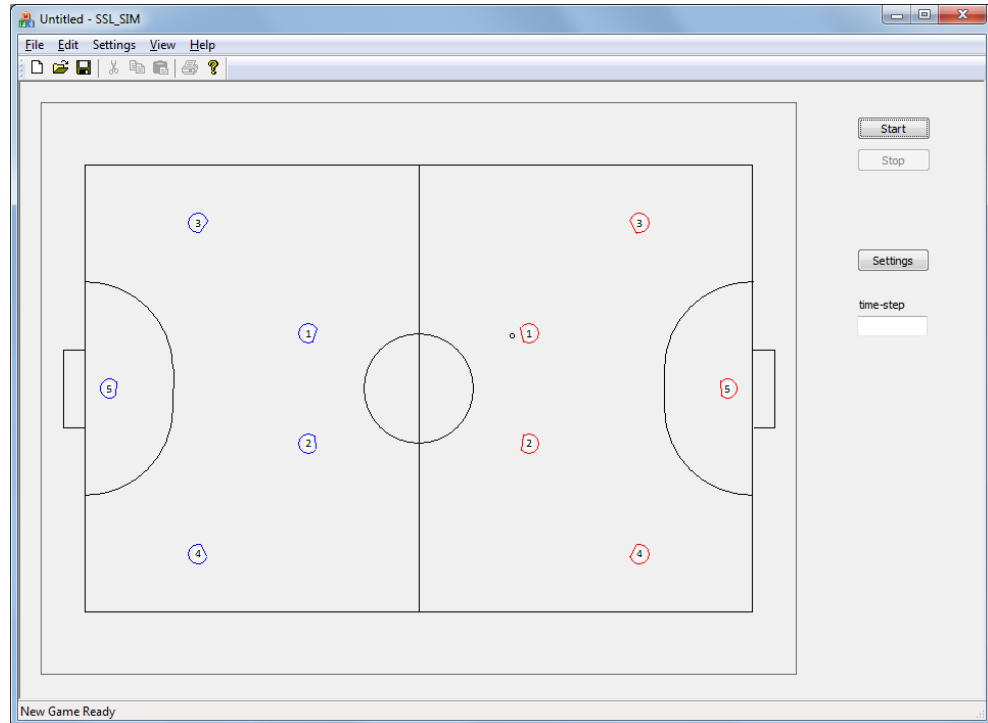 Untitled - SSL_SIM
File Edit Settings View Help
Start
Stop
3 3
Settings
time-step
1 1
5 5
2 2
4 4
New Game Ready